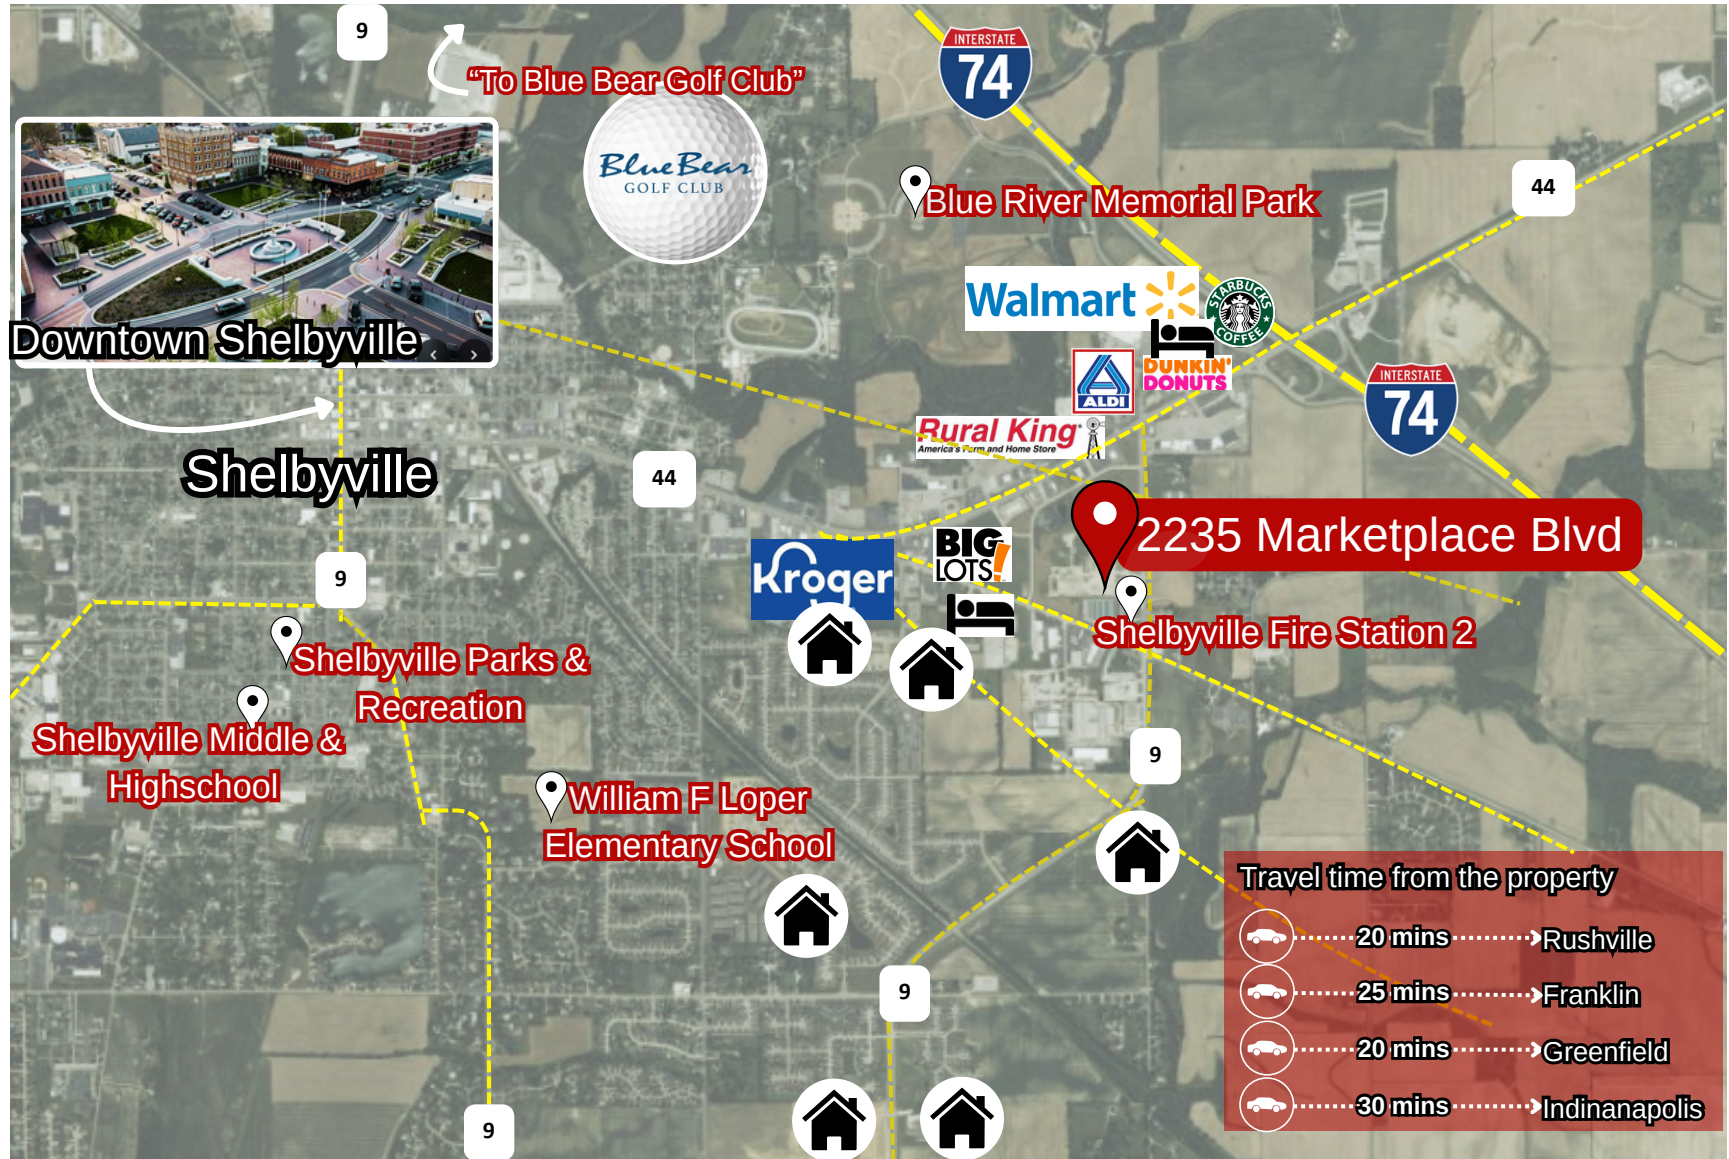 9
“To Blue Bear Golf Club”
INTERSTATE
74
BlueBear
GOLF CLUB
Blue River Memorial Park
44
Walmart
STARBUCKS
COFFEE
Downtown Shelbyville
DUNKIN'
DONUTS
ALDI
INTERSTATE
74
Rural King
America's Farm and Home Store
Shelbyville
44
2235 Marketplace Blvd
BIG
LOTS!
Kroger
9
Shelbyville Fire Station 2
Shelbyville Parks &
Recreation
Shelbyville Middle &
Highschool
9
William F Loper
Elementary School
Travel time from the property
20 mins Rushville
25 mins Franklin
20 mins Greenfield
30 mins Indinanapolis
9
9